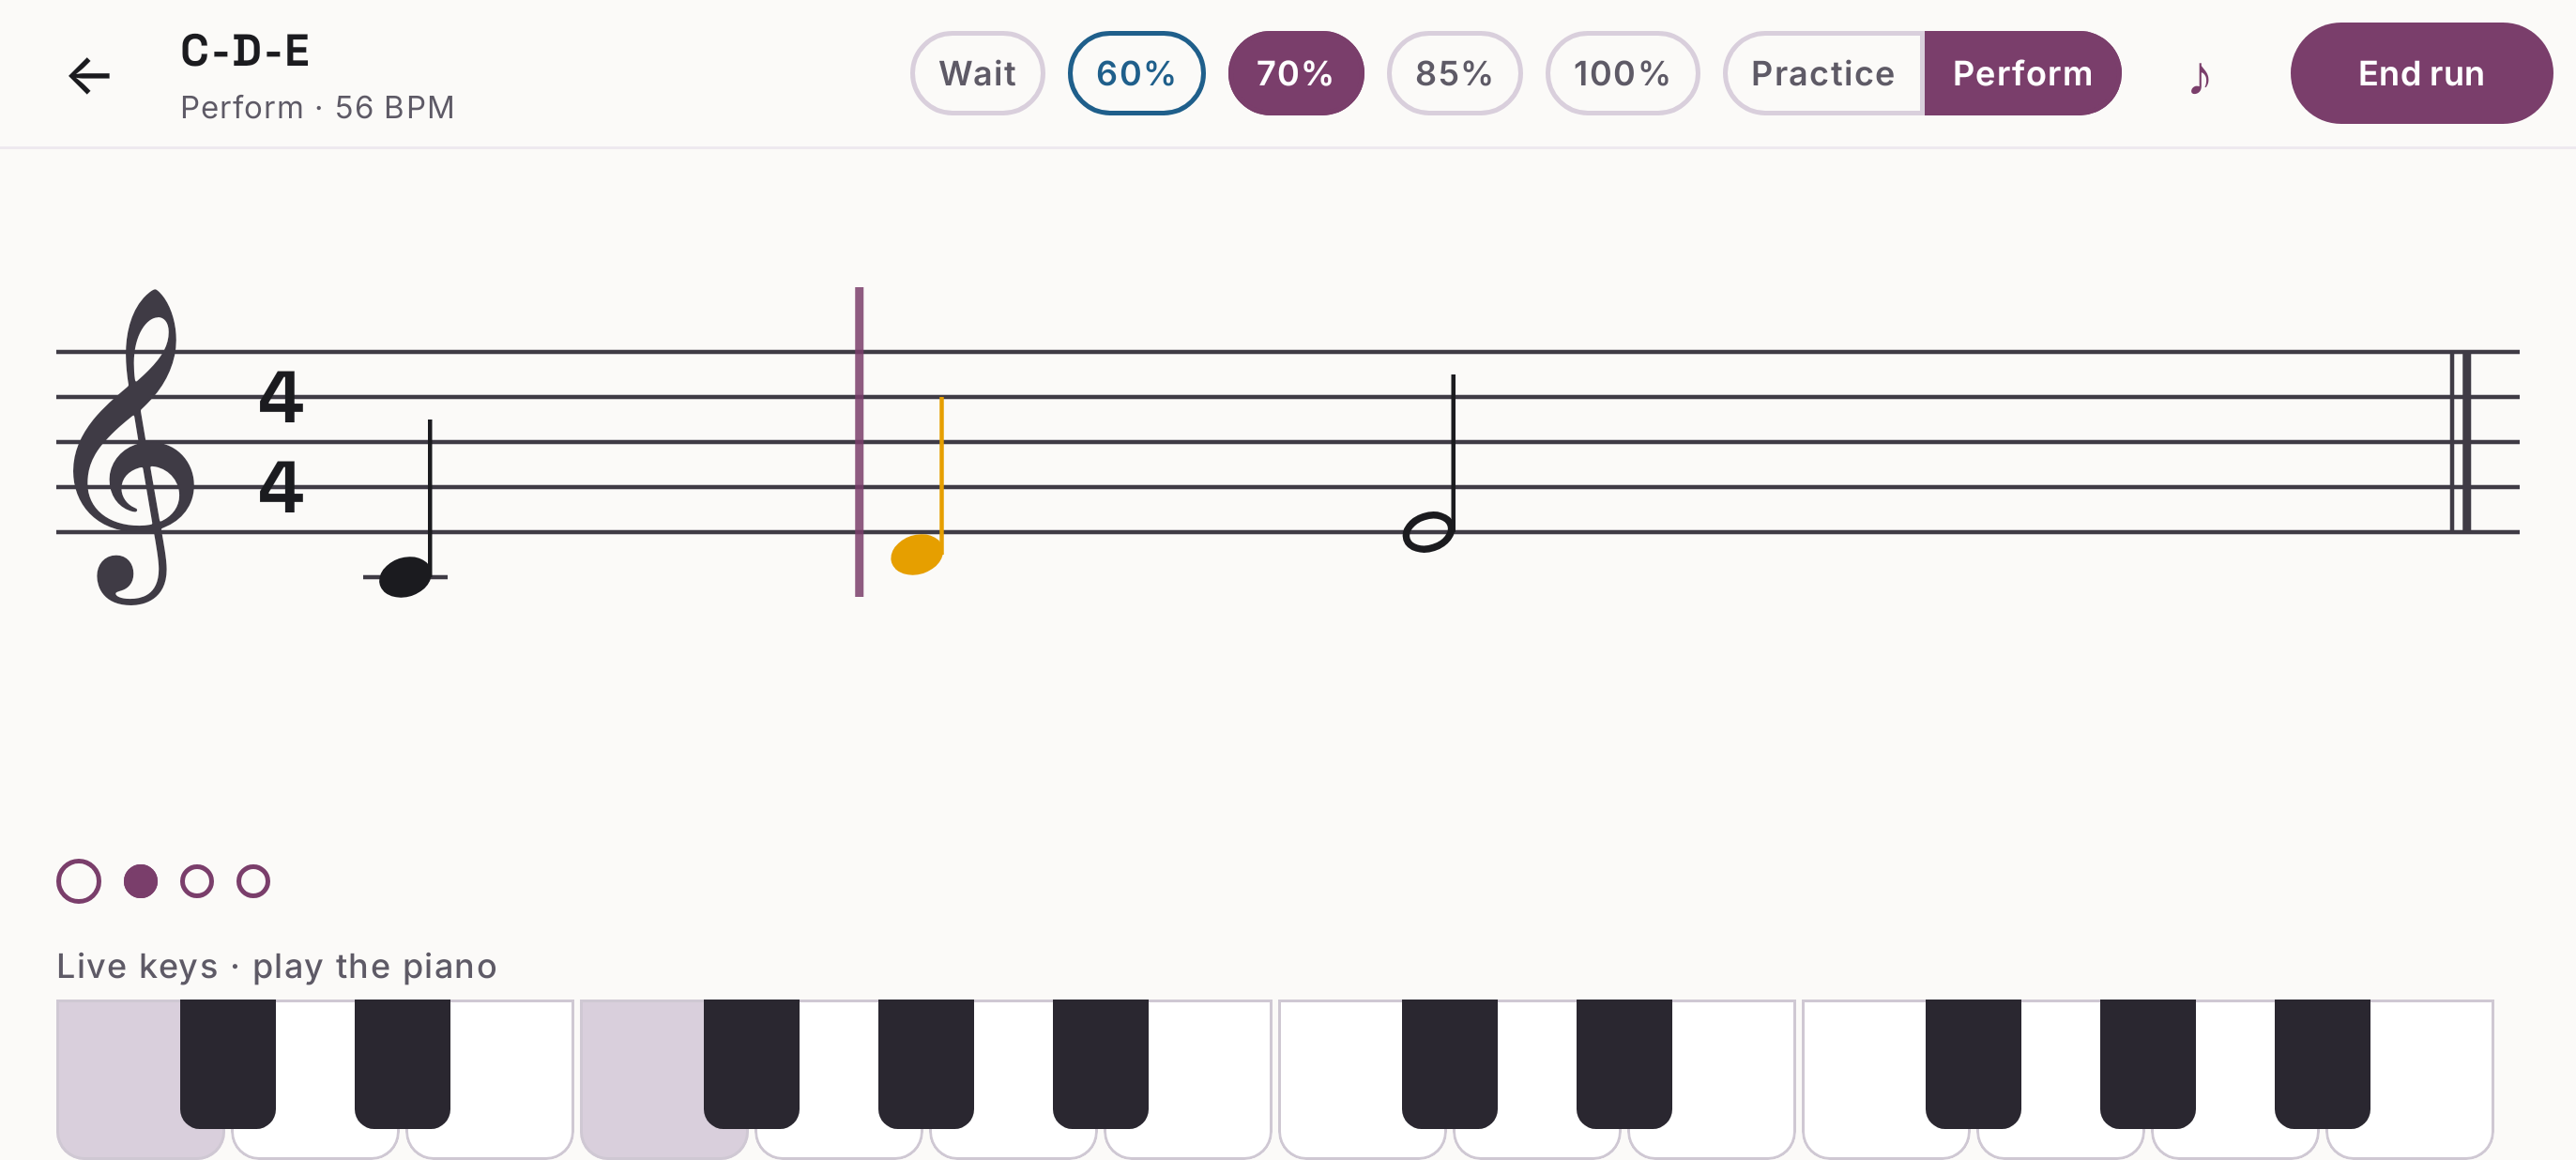 C-D-E
Perform · 56 BPM
Wait
60%
70%
85%
100%
Practice
Perform
♪
End run
4
4
Live keys · play the piano